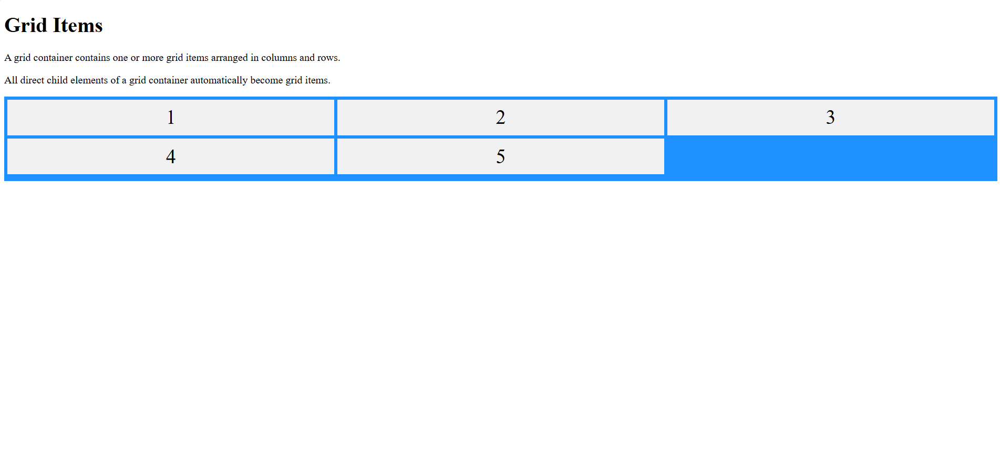 Grid Items
A grid container contains one or more grid items arranged in columns and rows.
All direct child elements of a grid container automatically become grid items.
1 2 3
4 5